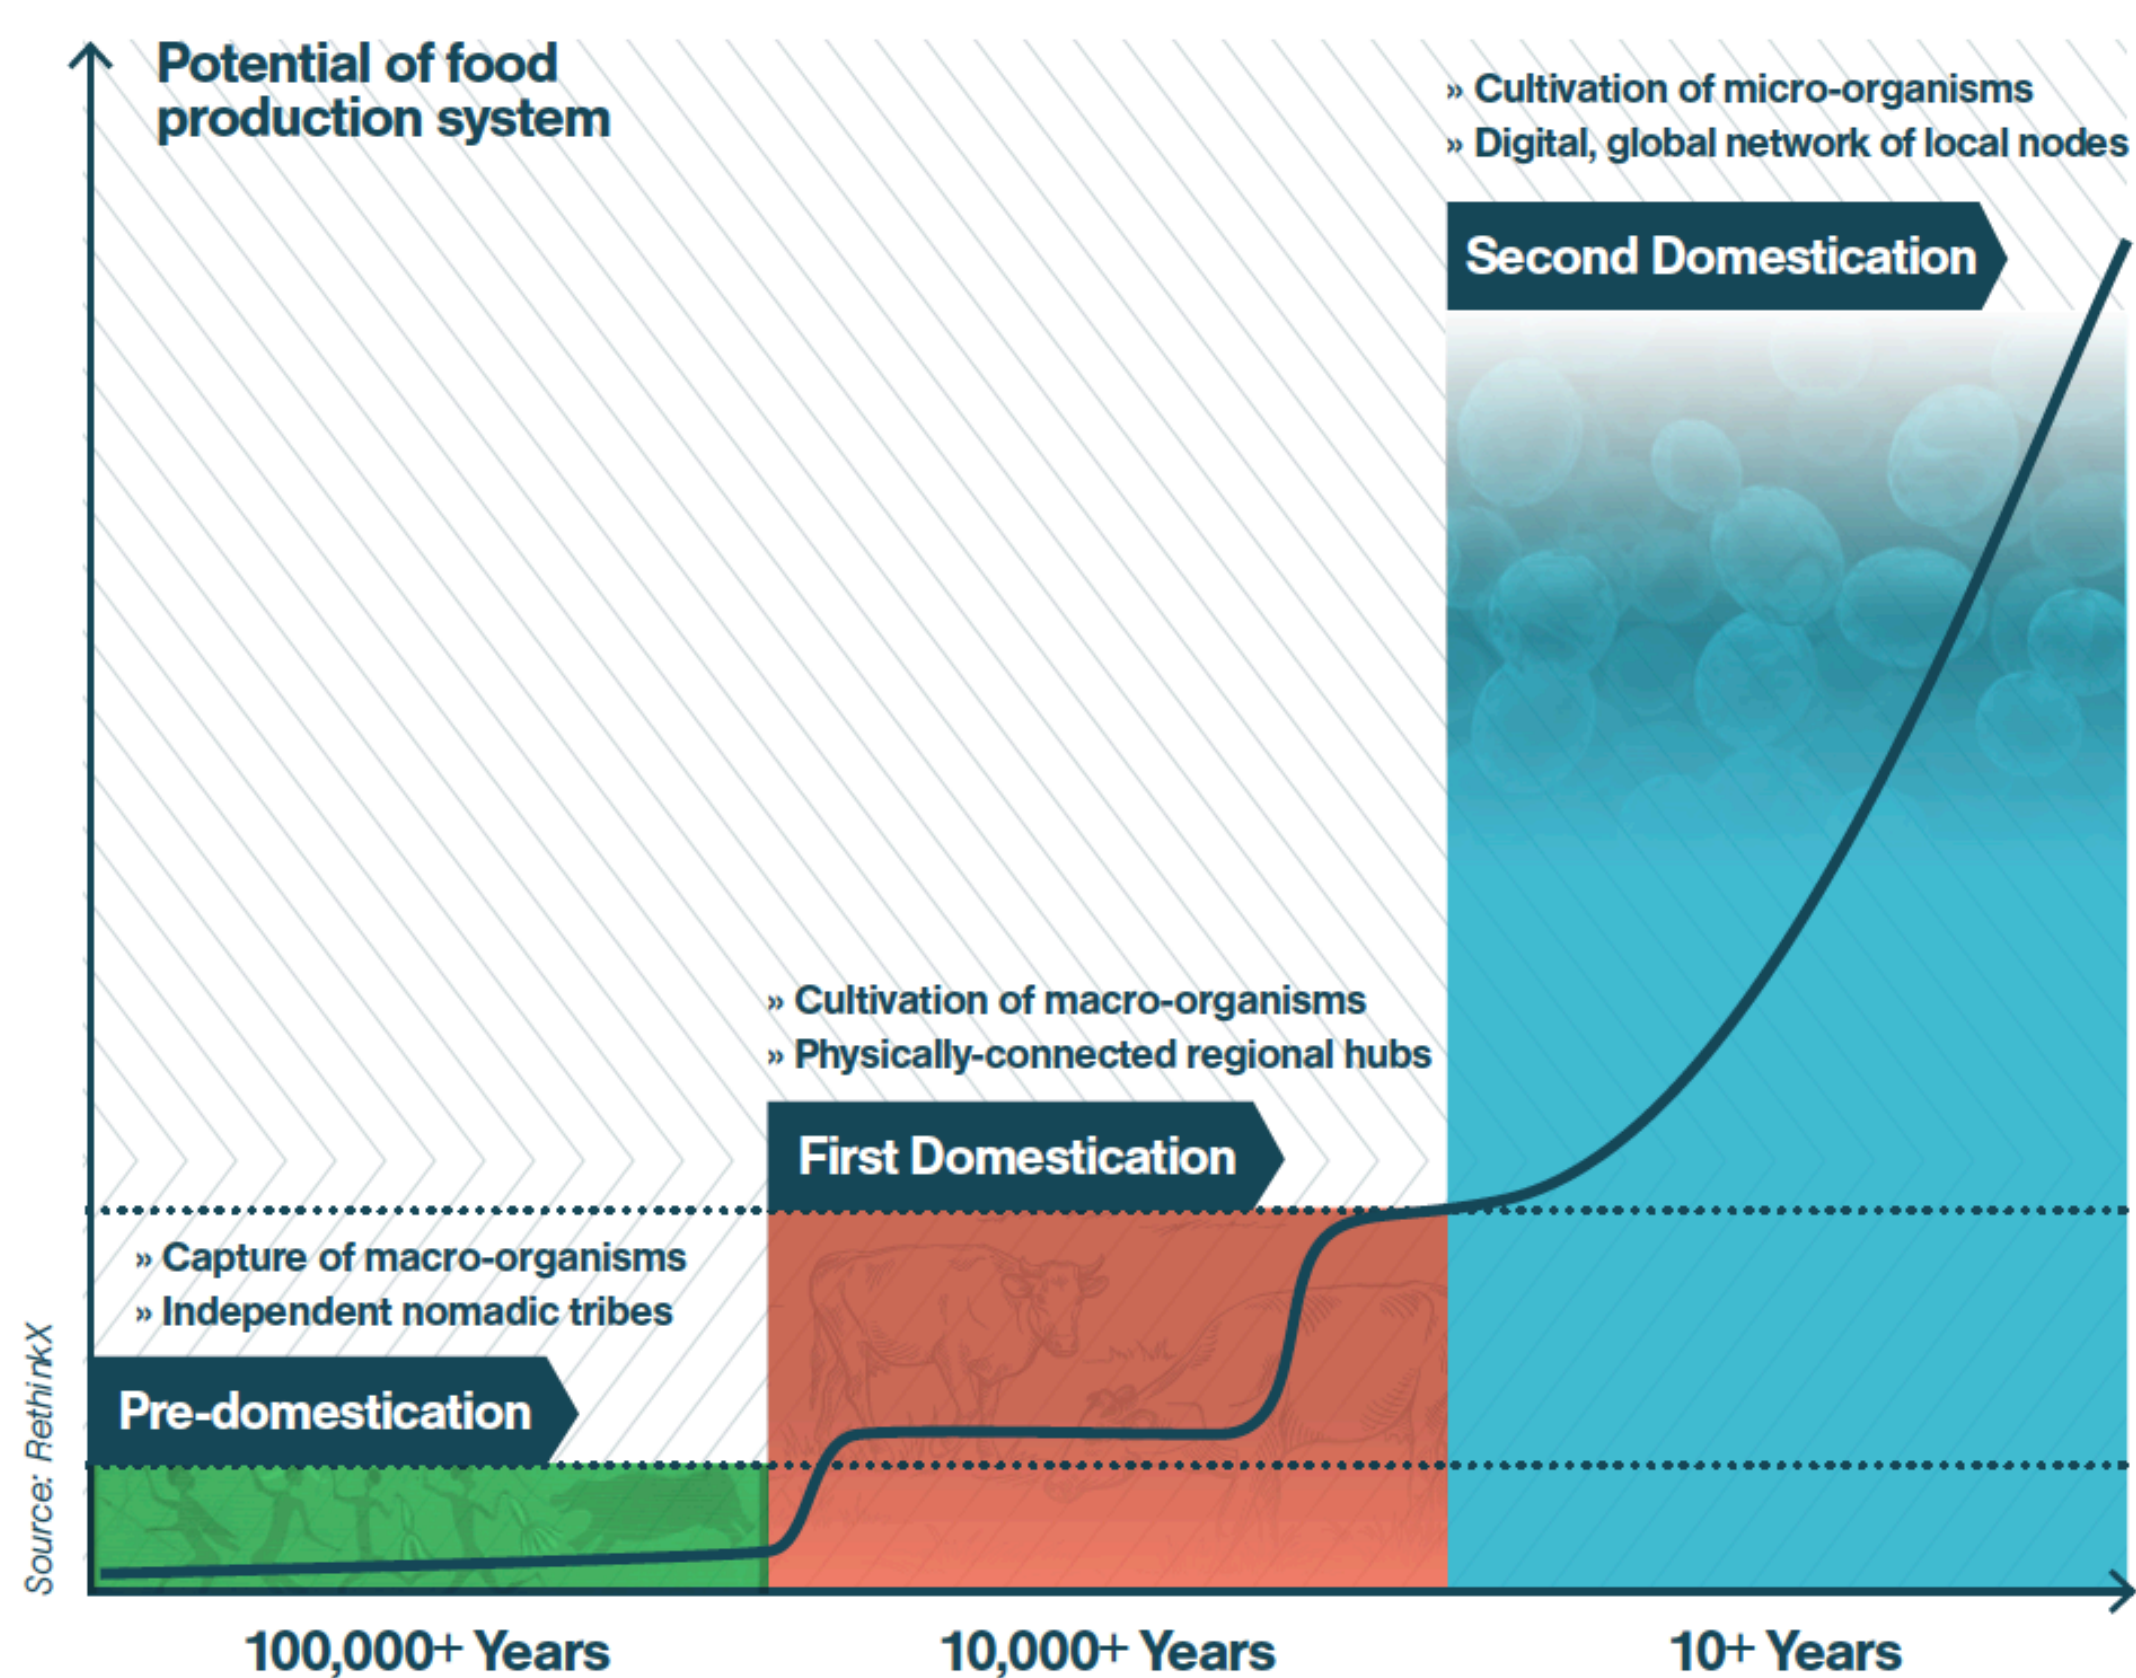 Potential of food
production system
» Cultivation of micro-organisms
» Digital, global network of local nodes
Second Domestication
» Cultivation of macro-organisms
» Physically-connected regional hubs
First Domestication
» Capture of macro-organisms
» Independent nomadic tribes
Pre-domestication
Source: RethinkX
100,000+ Years
10,000+ Years
10+ Years